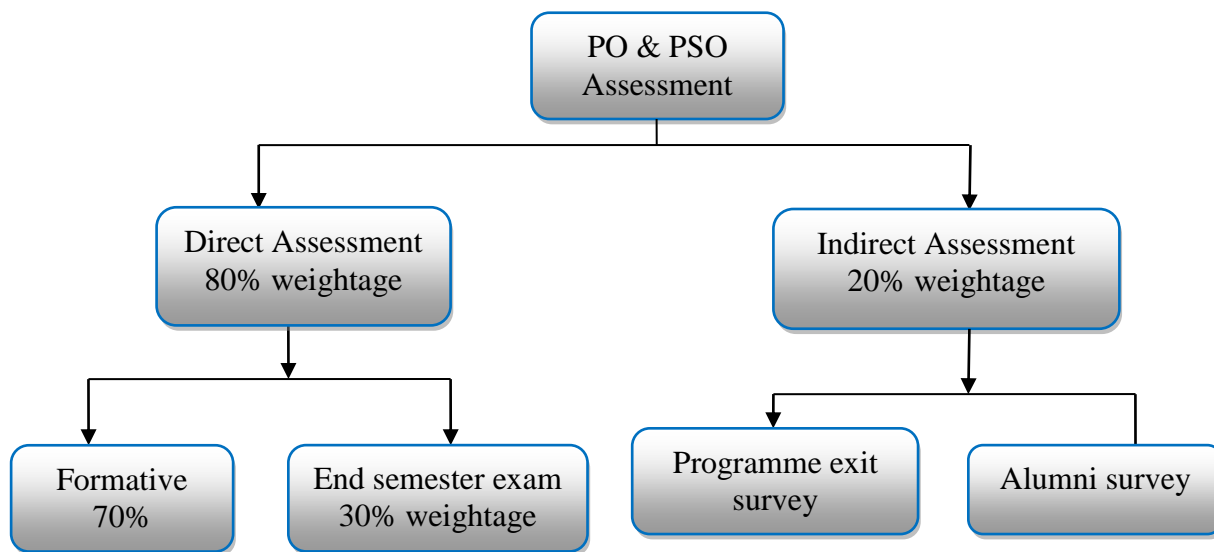 PO & PSO
Assessment
Direct Assessment
80% weightage
Indirect Assessment
20% weightage
Formative
70%
End semester exam
30% weightage
Programme exit
survey
Alumni survey